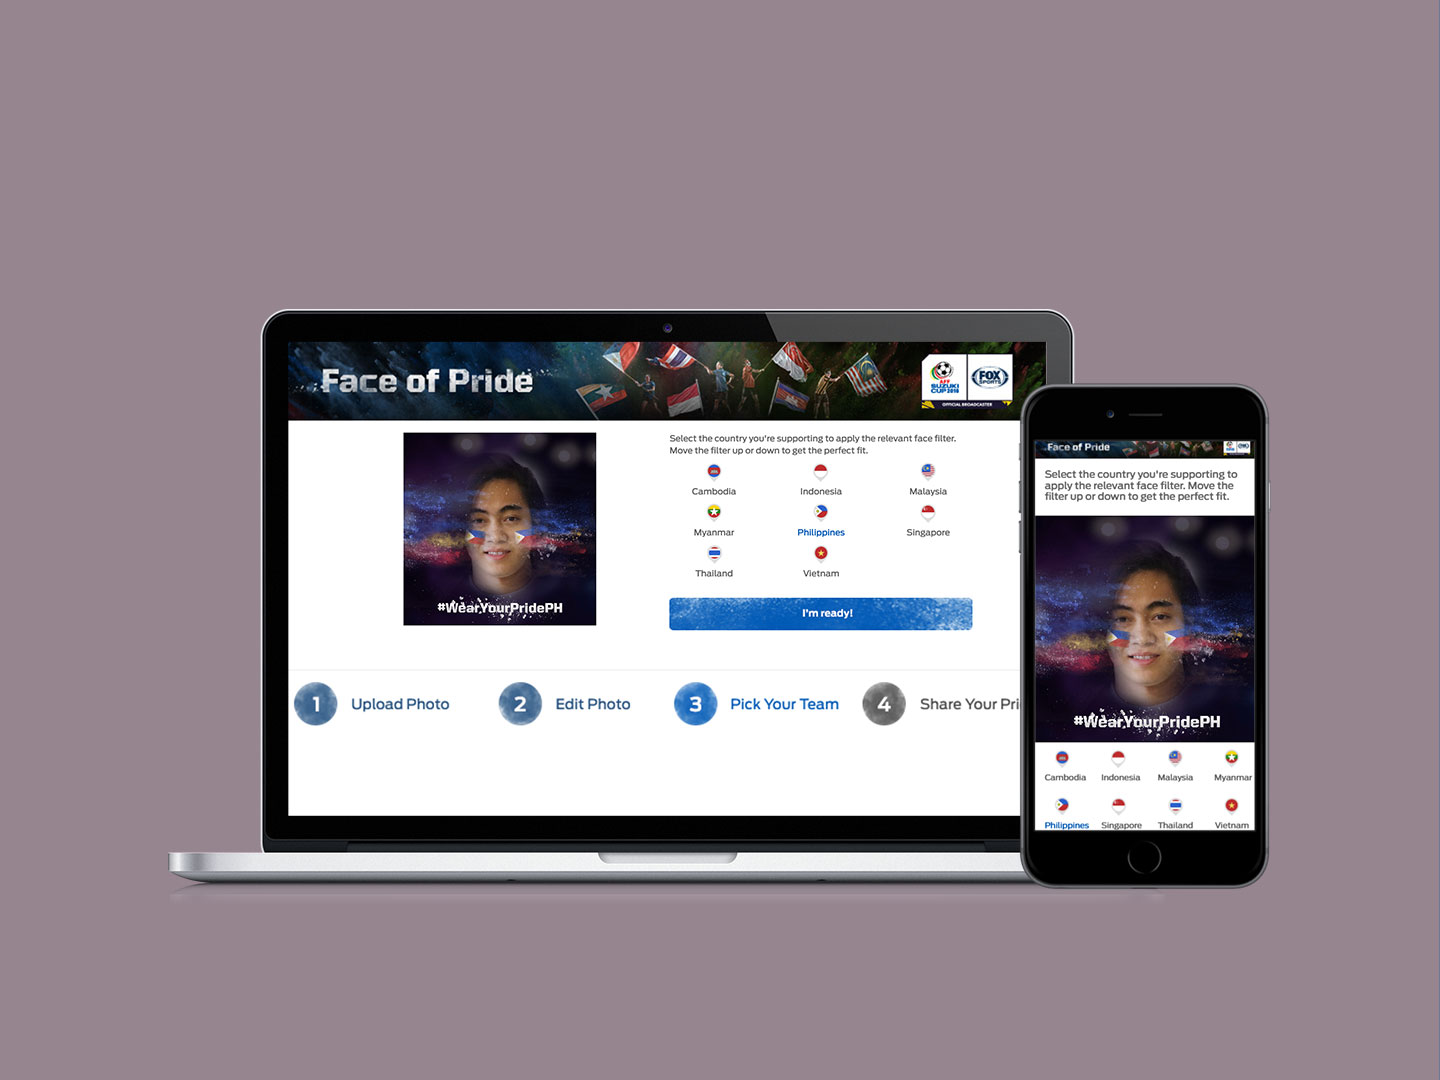 Face of Pride
AFF
SUZUKI
CUP 2016
FOX
SPORTS
OFFICIAL BROADCASTER
Select the country you're supporting to apply the relevant face filter.
Move the filter up or down to get the perfect fit.
Cambodia
Indonesia
Malaysia
Myanmar
Philippines
Singapore
Thailand
Vietnam
#WearYourPridePH
I'm ready!
1 Upload Photo
2 Edit Photo
3 Pick Your Team
4 Share Your Pri
Face of Pride
Select the country you're supporting to
apply the relevant face filter. Move the
filter up or down to get the perfect fit.
#WearYourPridePH
Cambodia
Indonesia
Malaysia
Myanmar
Philippines
Singapore
Thailand
Vietnam